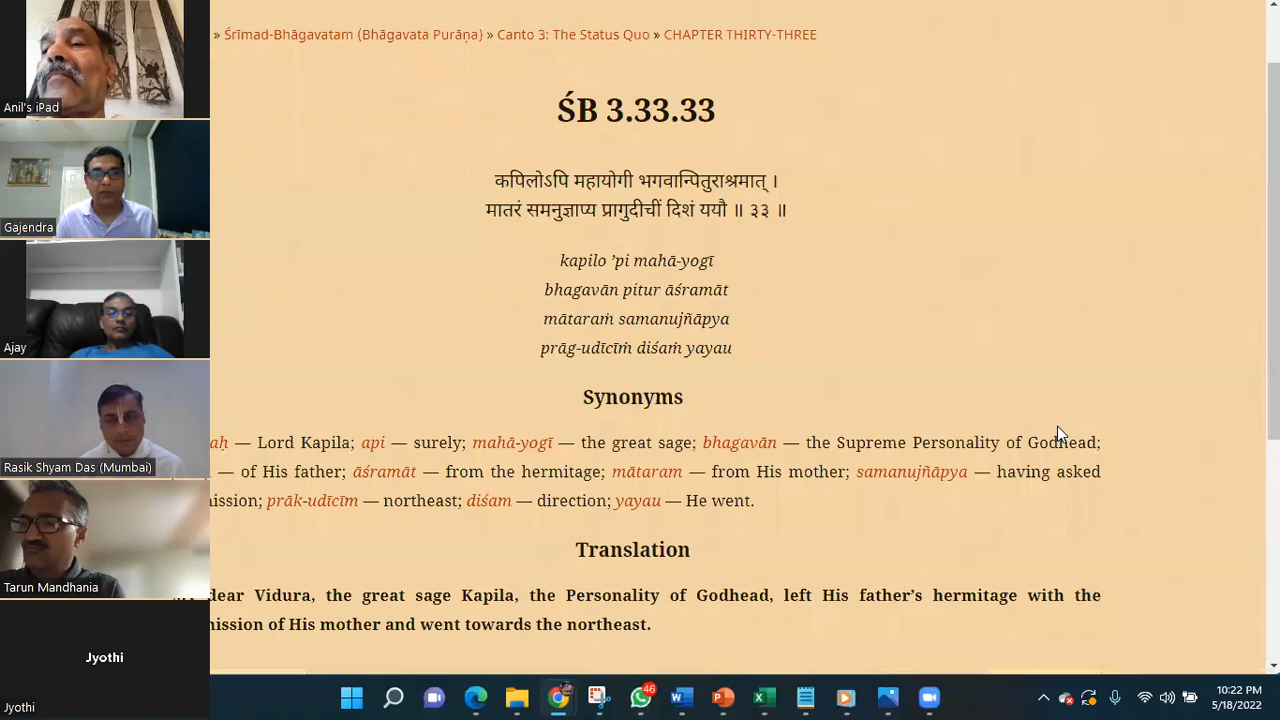 » Śrīmad-Bhāgavatam (Bhāgavata Purāṇa) » Canto 3: The Status Quo » CHAPTER THIRTY-THREE
ŚB 3.33.33
कपिलोऽपि महायोगी भगवान्पितुराश्रमात् ।
मातरं समनुज्ञाप्य प्रागुदीचीं दिशं ययौ ॥ ३३ ॥
kapilo ’pi mahā-yogī
bhagavān pitur āśramāt
mātaraṁ samanujñāpya
prāg-udīcīṁ diśaṁ yayau
Synonyms
aḥ — Lord Kapila; api — surely; mahā-yogī — the great sage; bhagavān — the Supreme Personality of Godhead;
— of His father; āśramāt — from the hermitage; mātaram — from His mother; samanujñāpya — having asked
ission; prāk-udīcīm — northeast; diśam — direction; yayau — He went.
Translation
dear Vidura, the great sage Kapila, the Personality of Godhead, left His father’s hermitage with the
ission of His mother and went towards the northeast.
Anil's iPad
Gajendra
Ajay
Rasik Shyam Das (Mumbai)
Tarun Mandhania
Jyothi
Jyothi
46
10:22 PM
5/18/2022